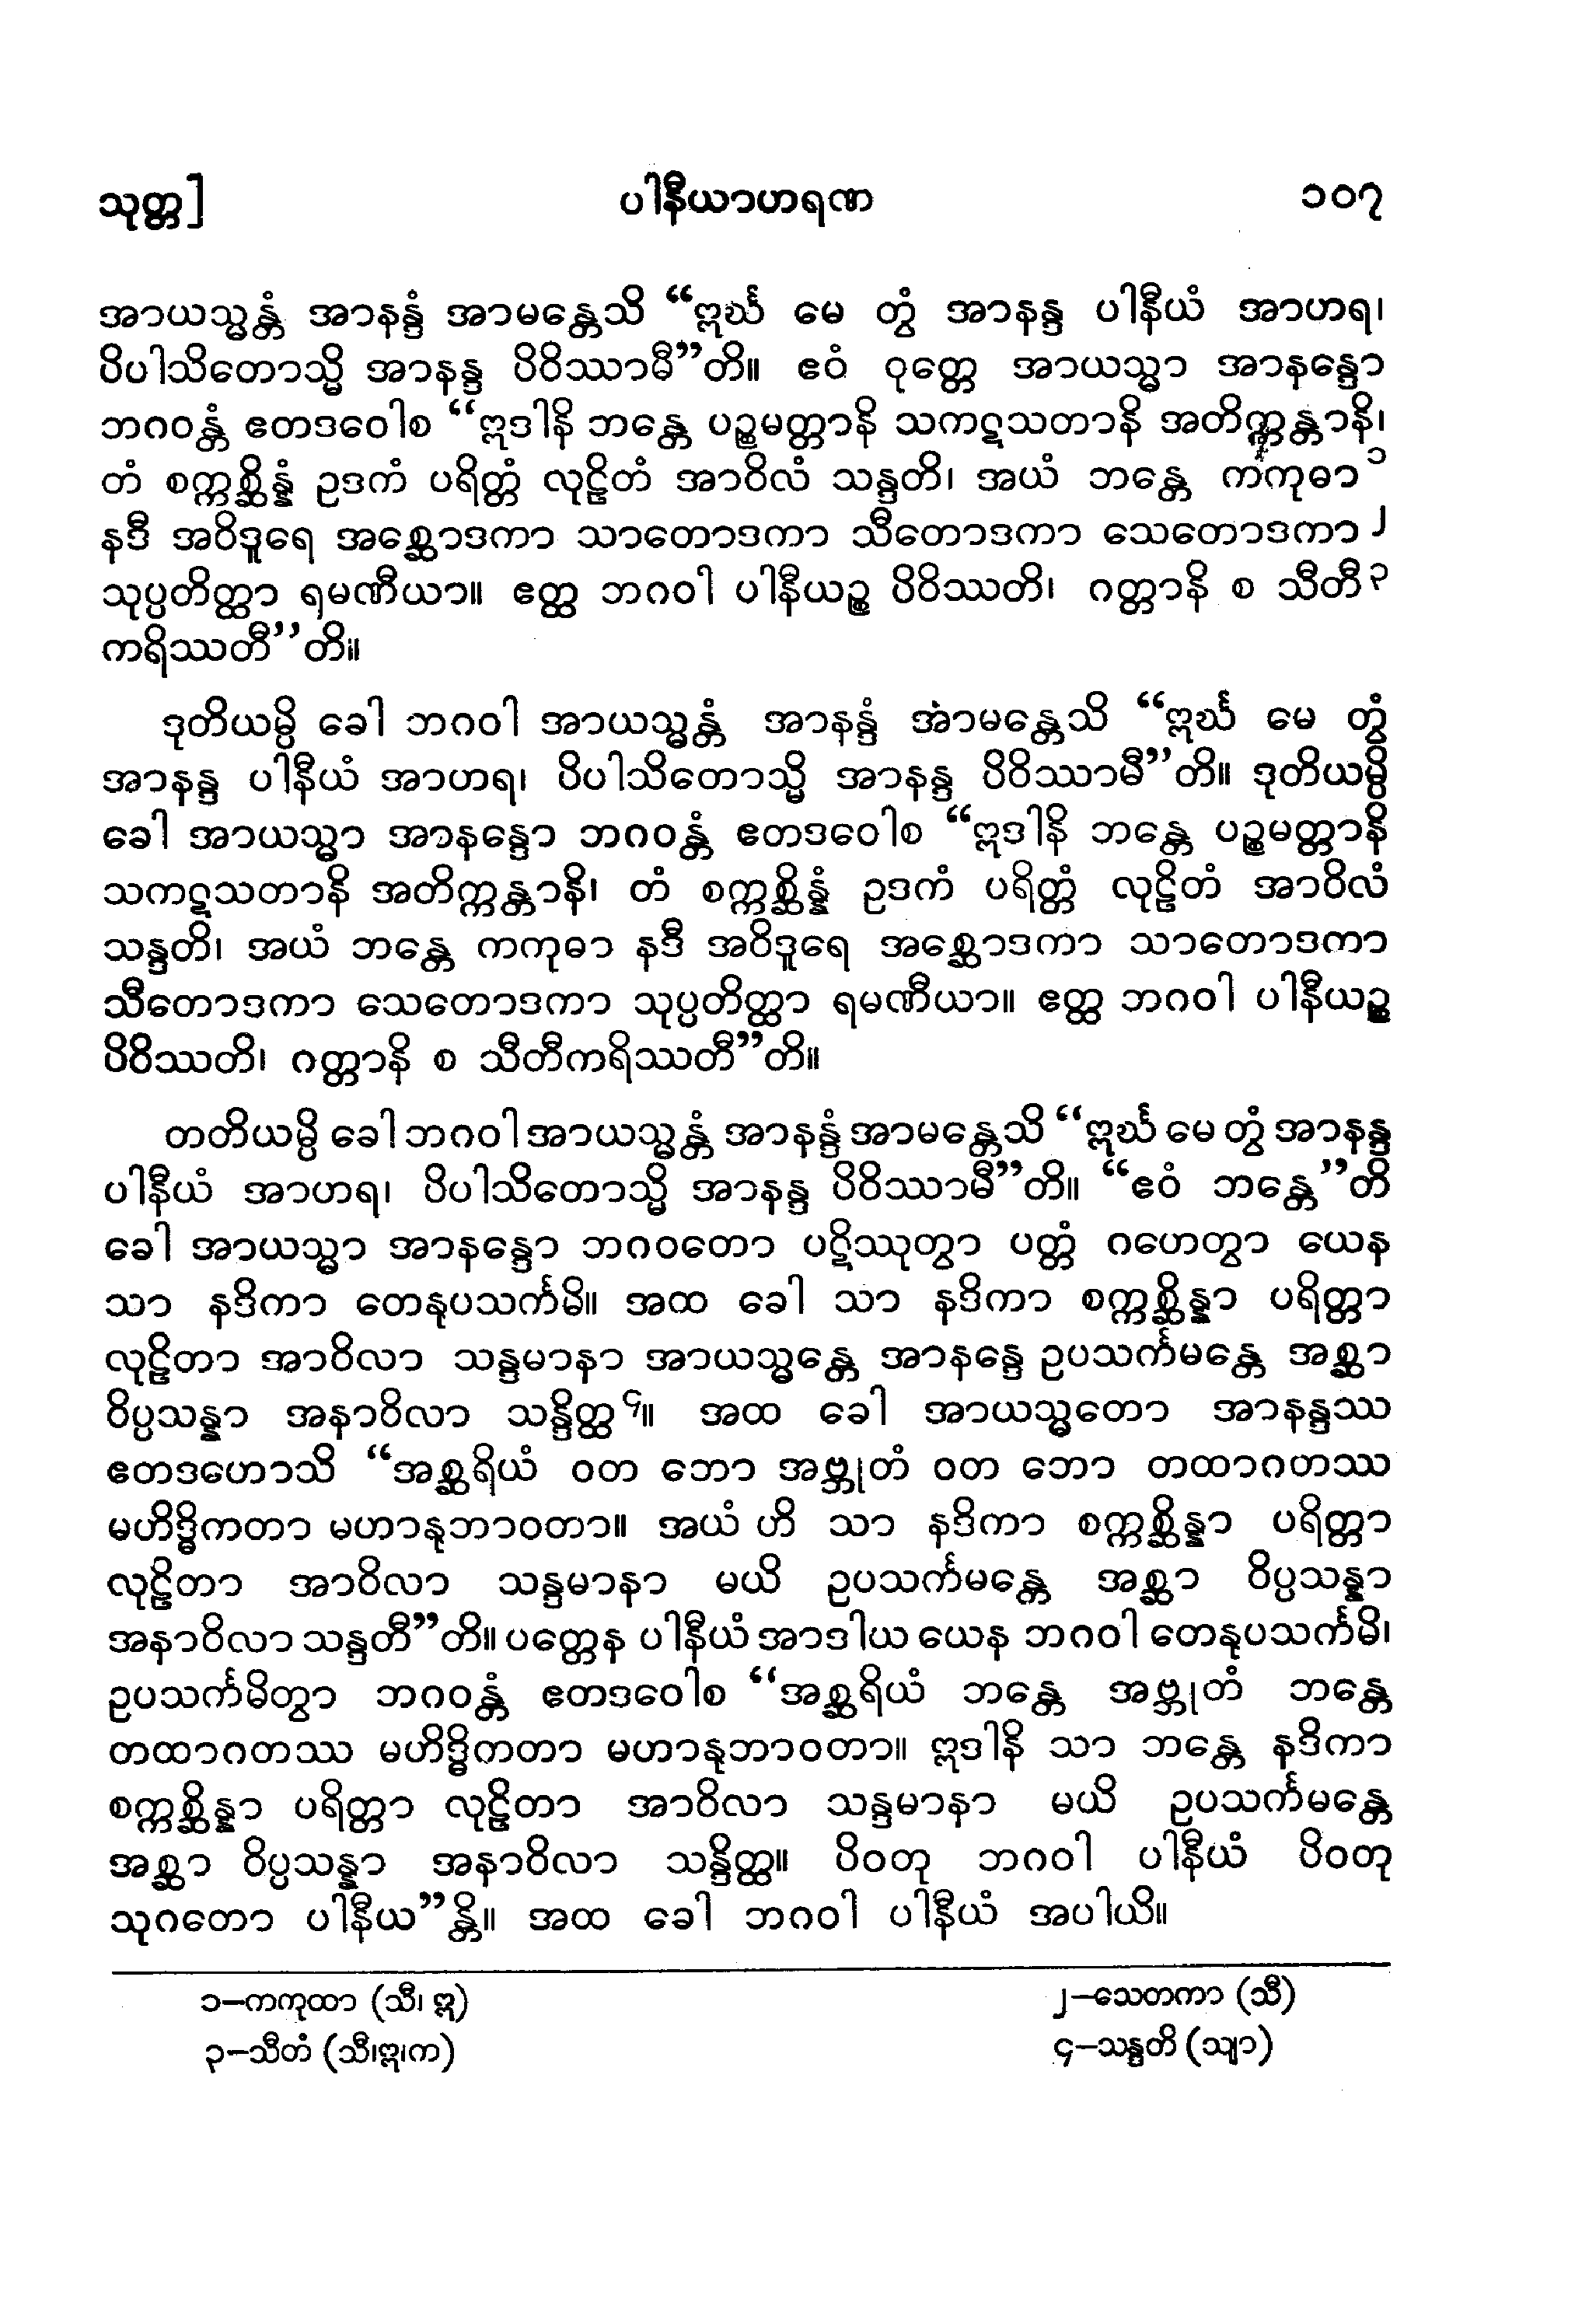 သုတ္တ] ပါနီယာဟရဏ ၁၀၇
အာယသ္မန္တံ အာနန္ဒံ အာမန္တေသိ “ဣင်္ဃ မေ တွံ အာနန္ဒ ပါနီယံ အာဟရ၊
ပိပါသိတောသ္မိ အာနန္ဒ ပိဝိဿာမီ”တိ။ ဧဝံ ဝုတ္တေ အာယသ္မာ အာနန္ဒော
ဘဂဝန္တံ ဧတဒဝေါစ “ဣဒါနိ ဘန္တေ ပဉ္စမတ္တာနိ သကဋသတာနိ အတိက္ကန္တာနိ၊
တံ စက္ကစ္ဆိန္နံ ဥဒကံ ပရိတ္တံ လုဠိတံ အာဝိလံ သန္ဒတိ၊ အယံ ဘန္တေ ကကုဓာ ၁
နဒီ အဝိဒူရေ အစ္ဆောဒကာ သာတောဒကာ သီတောဒကာ သေတောဒကာ ၂
သုပ္ပတိတ္ထာ ရမဏီယာ။ ဧတ္ထ ဘဂဝါ ပါနီယဉ္စ ပိဝိဿတိ၊ ဂတ္တာနိ စ သီတီ ၃
ကရိဿတီ”တိ။
ဒုတိယမ္ပိ ခေါ ဘဂဝါ အာယသ္မန္တံ အာနန္ဒံ အာမန္တေသိ “ဣင်္ဃ မေ တွံ
အာနန္ဒ ပါနီယံ အာဟရ၊ ပိပါသိတောသ္မိ အာနန္ဒ ပိဝိဿာမီ”တိ။ ဒုတိယမ္ပိ
ခေါ အာယသ္မာ အာနန္ဒော ဘဂဝန္တံ ဧတဒဝေါစ “ဣဒါနိ ဘန္တေ ပဉ္စမတ္တာနိ
သကဋသတာနိ အတိက္ကန္တာနိ၊ တံ စက္ကစ္ဆိန္နံ ဥဒကံ ပရိတ္တံ လုဠိတံ အာဝိလံ
သန္ဒတိ၊ အယံ ဘန္တေ ကကုဓာ နဒီ အဝိဒူရေ အစ္ဆောဒကာ သာတောဒကာ
သီတောဒကာ သေတောဒကာ သုပ္ပတိတ္ထာ ရမဏီယာ။ ဧတ္ထ ဘဂဝါ ပါနီယဉ္စ
ပိဝိဿတိ၊ ဂတ္တာနိ စ သီတီကရိဿတီ”တိ။
တတိယမ္ပိ ခေါ ဘဂဝါ အာယသ္မန္တံ အာနန္ဒံ အာမန္တေသိ “ဣင်္ဃ မေ တွံ အာနန္ဒ
ပါနီယံ အာဟရ၊ ပိပါသိတောသ္မိ အာနန္ဒ ပိဝိဿာမီ”တိ။ “ဧဝံ ဘန္တေ”တိ
ခေါ အာယသ္မာ အာနန္ဒော ဘဂဝတော ပဋိဿုတွာ ပတ္တံ ဂဟေတွာ ယေန
သာ နဒိကာ တေနုပသင်္ကမိ။ အထ ခေါ သာ နဒိကာ စက္ကစ္ဆိန္နာ ပရိတ္တာ
လုဠိတာ အာဝိလာ သန္ဒမာနာ အာယသ္မန္တေ အာနန္ဒေ ဥပသင်္ကမန္တေ အစ္ဆာ
ဝိပ္ပသန္နာ အနာဝိလာ သန္ဒိတ္ထ ၄။ အထ ခေါ အာယသ္မတော အာနန္ဒဿ
ဧတဒဟောသိ “အစ္ဆရိယံ ဝတ ဘော အဗ္ဘုတံ ဝတ ဘော တထာဂတဿ
မဟိဒ္ဓိကတာ မဟာနုဘာဝတာ။ အယံ ဟိ သာ နဒိကာ စက္ကစ္ဆိန္နာ ပရိတ္တာ
လုဠိတာ အာဝိလာ သန္ဒမာနာ မယိ ဥပသင်္ကမန္တေ အစ္ဆာ ဝိပ္ပသန္နာ
အနာဝိလာ သန္ဒတီ”တိ။ ပတ္တေန ပါနီယံ အာဒါယ ယေန ဘဂဝါ တေနုပသင်္ကမိ၊
ဥပသင်္ကမိတွာ ဘဂဝန္တံ ဧတဒဝေါစ “အစ္ဆရိယံ ဘန္တေ အဗ္ဘုတံ ဘန္တေ
တထာဂတဿ မဟိဒ္ဓိကတာ မဟာနုဘာဝတာ။ ဣဒါနိ သာ ဘန္တေ နဒိကာ
စက္ကစ္ဆိန္နာ ပရိတ္တာ လုဠိတာ အာဝိလာ သန္ဒမာနာ မယိ ဥပသင်္ကမန္တေ
အစ္ဆာ ဝိပ္ပသန္နာ အနာဝိလာ သန္ဒိတ္ထ။ ပိဝတု ဘဂဝါ ပါနီယံ ပိဝတု
သုဂတော ပါနီယ”န္တိ။ အထ ခေါ ဘဂဝါ ပါနီယံ အပါယိ။
၁–ကကုထာ (သီ၊ ဣ) ၂–သေတကာ (သီ)
၃–သီတံ (သီ၊ဣ၊က) ၄–သန္ဒတိ (သျာ)